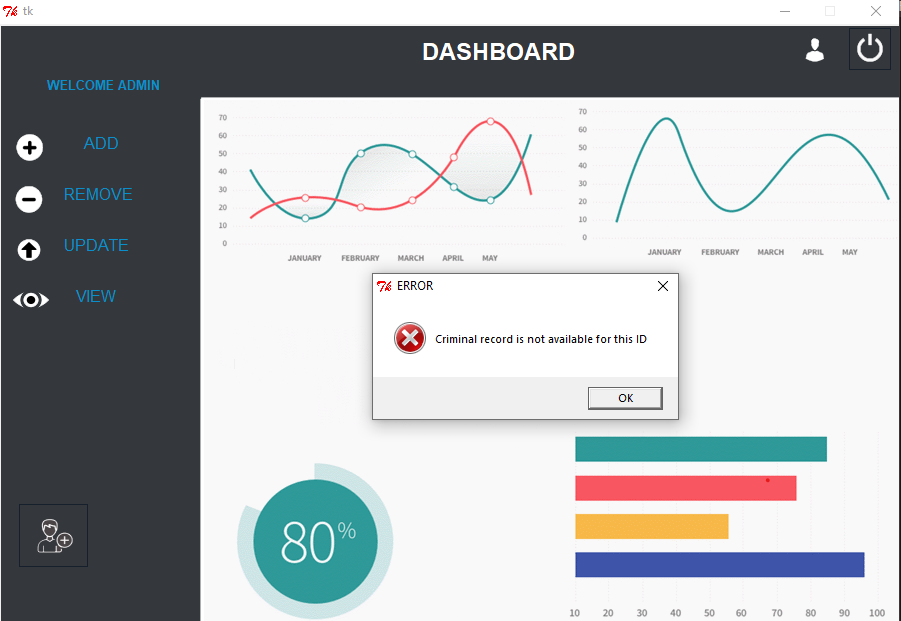 tk
DASHBOARD
WELCOME ADMIN
ADD
REMOVE
UPDATE
VIEW
70
60
50
40
30
20
10
0
JANUARY FEBRUARY MARCH APRIL MAY
70
60
50
40
30
20
10
0
JANUARY FEBRUARY MARCH APRIL MAY
ERROR
Criminal record is not available for this ID
OK
80%
10 20 30 40 50 60 70 80 90 100